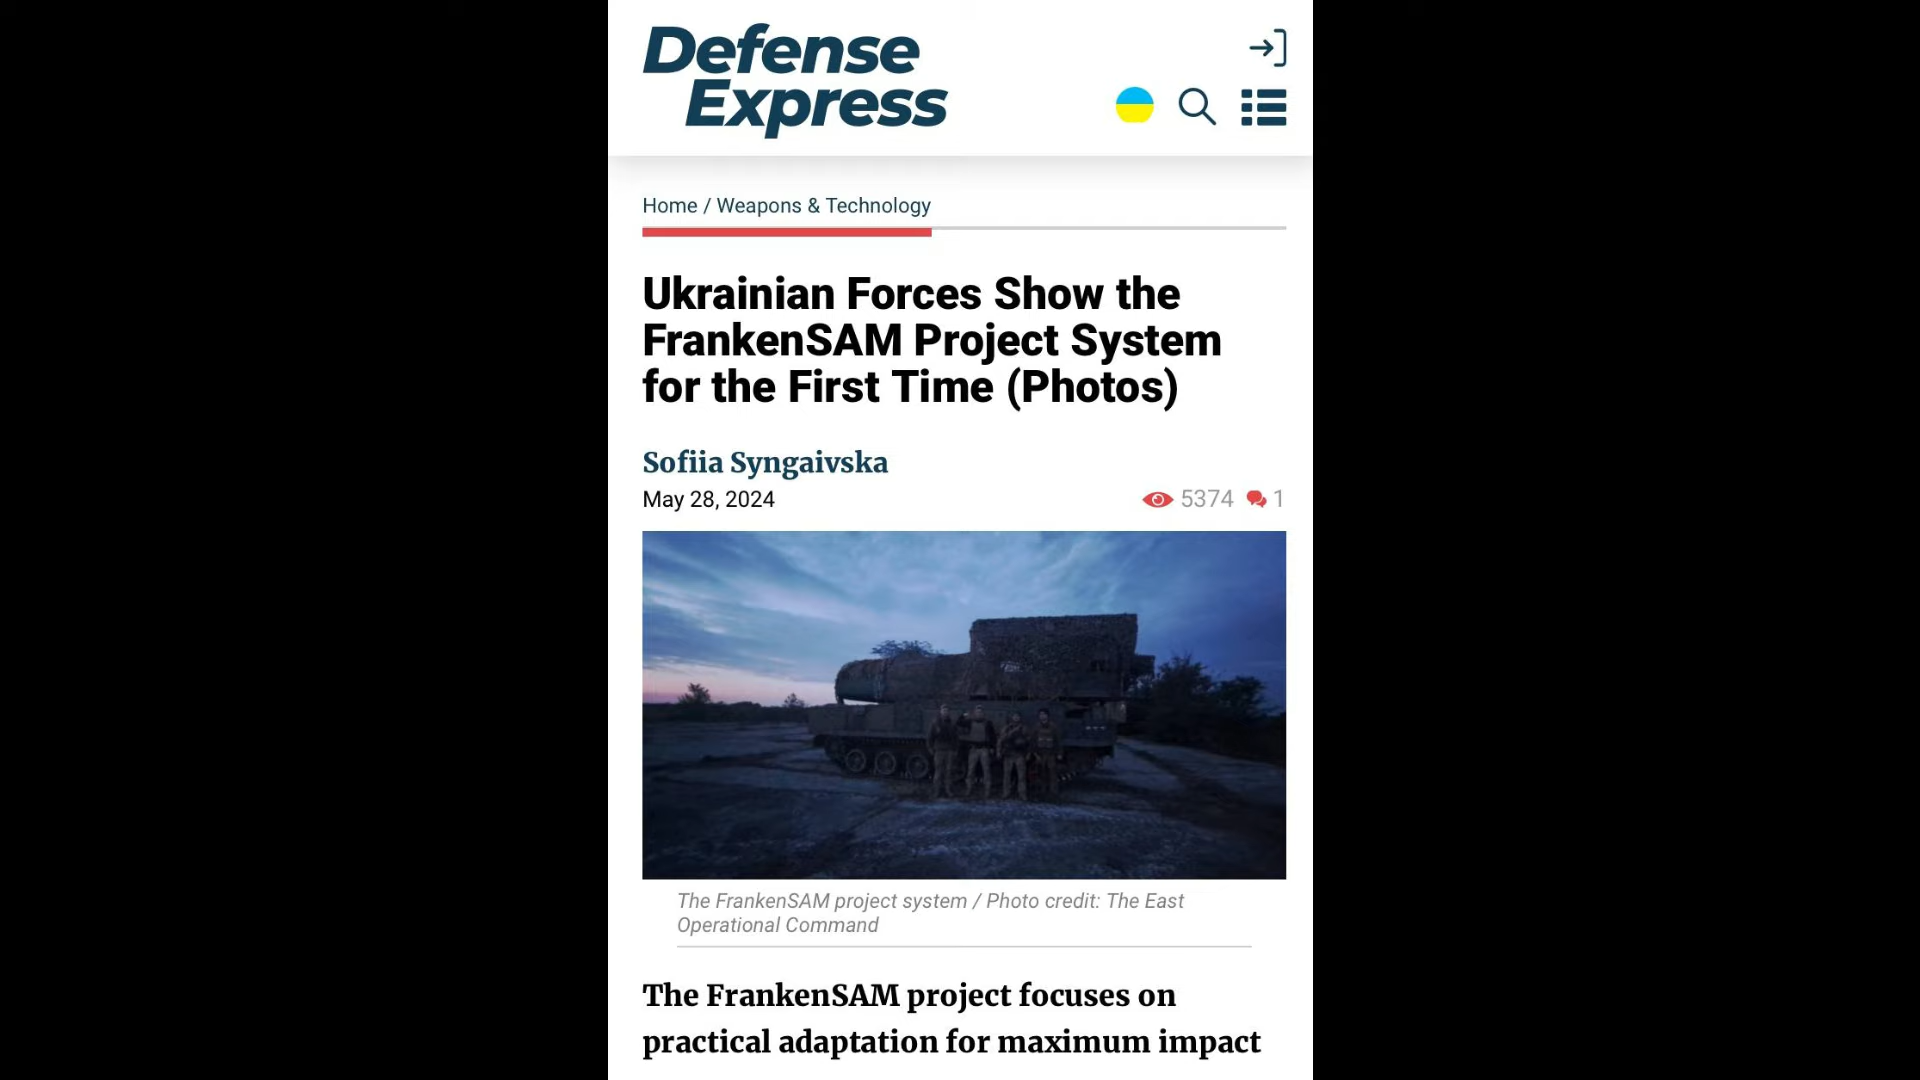 Defense
Express
Home / Weapons & Technology
Ukrainian Forces Show the
FrankenSAM Project System
for the First Time (Photos)
Sofiia Syngaivska
May 28, 2024
5374 1
The FrankenSAM project system / Photo credit: The East
Operational Command
The FrankenSAM project focuses on
practical adaptation for maximum impact